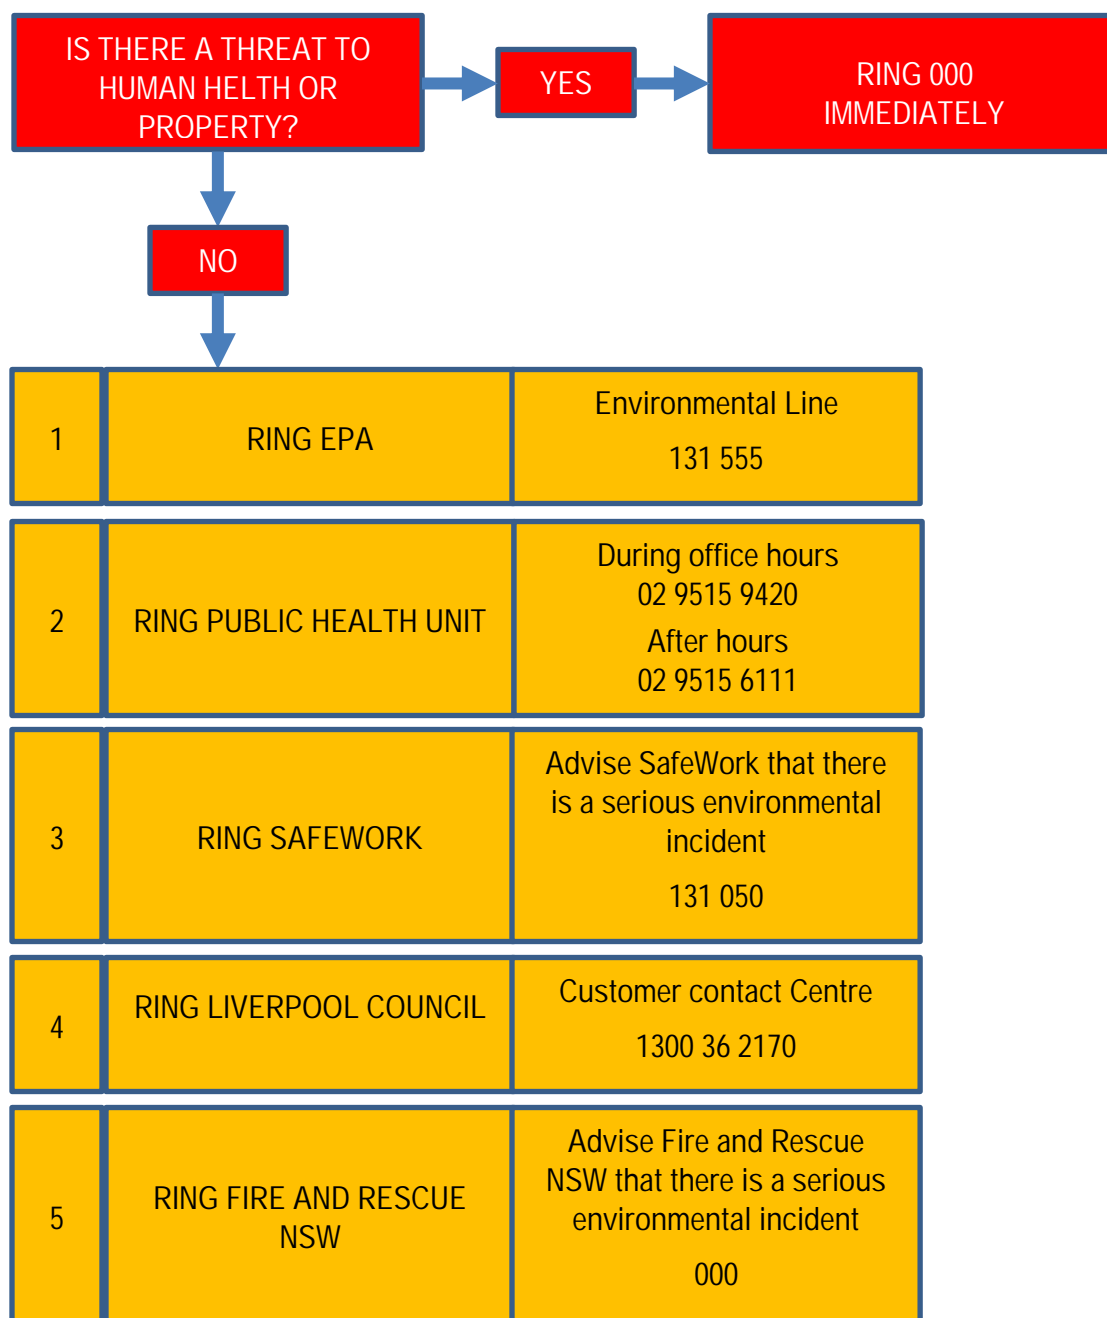 IS THERE A THREAT TO
HUMAN HELTH OR
PROPERTY?
YES
RING 000
IMMEDIATELY
NO
1
RING EPA
Environmental Line
131 555
2
RING PUBLIC HEALTH UNIT
During office hours
02 9515 9420
After hours
02 9515 6111
3
RING SAFEWORK
Advise SafeWork that there
is a serious environmental
incident
131 050
4
RING LIVERPOOL COUNCIL
Customer contact Centre
1300 36 2170
5
RING FIRE AND RESCUE
NSW
Advise Fire and Rescue
NSW that there is a serious
environmental incident
000